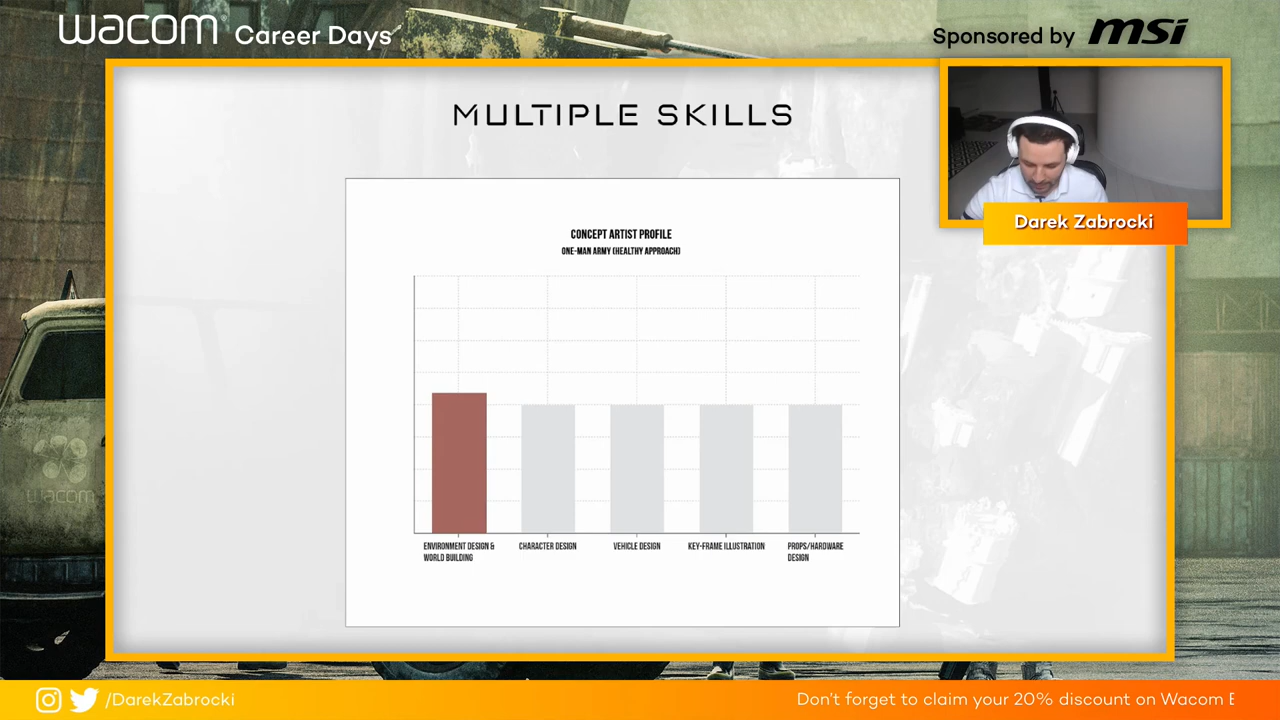 wacom Career Days
Sponsored by msi
MULTIPLE SKILLS
Darek Zabrocki
CONCEPT ARTIST PROFILE
ONE-MAN ARMY (HEALTHY APPROACH)
ENVIRONMENT DESIGN &
WORLD BUILDING
CHARACTER DESIGN
VEHICLE DESIGN
KEY-FRAME ILLUSTRATION
PROPS/HARDWARE
DESIGN
wacom
/DarekZabrocki
Don't forget to claim your 20% discount on Wacom